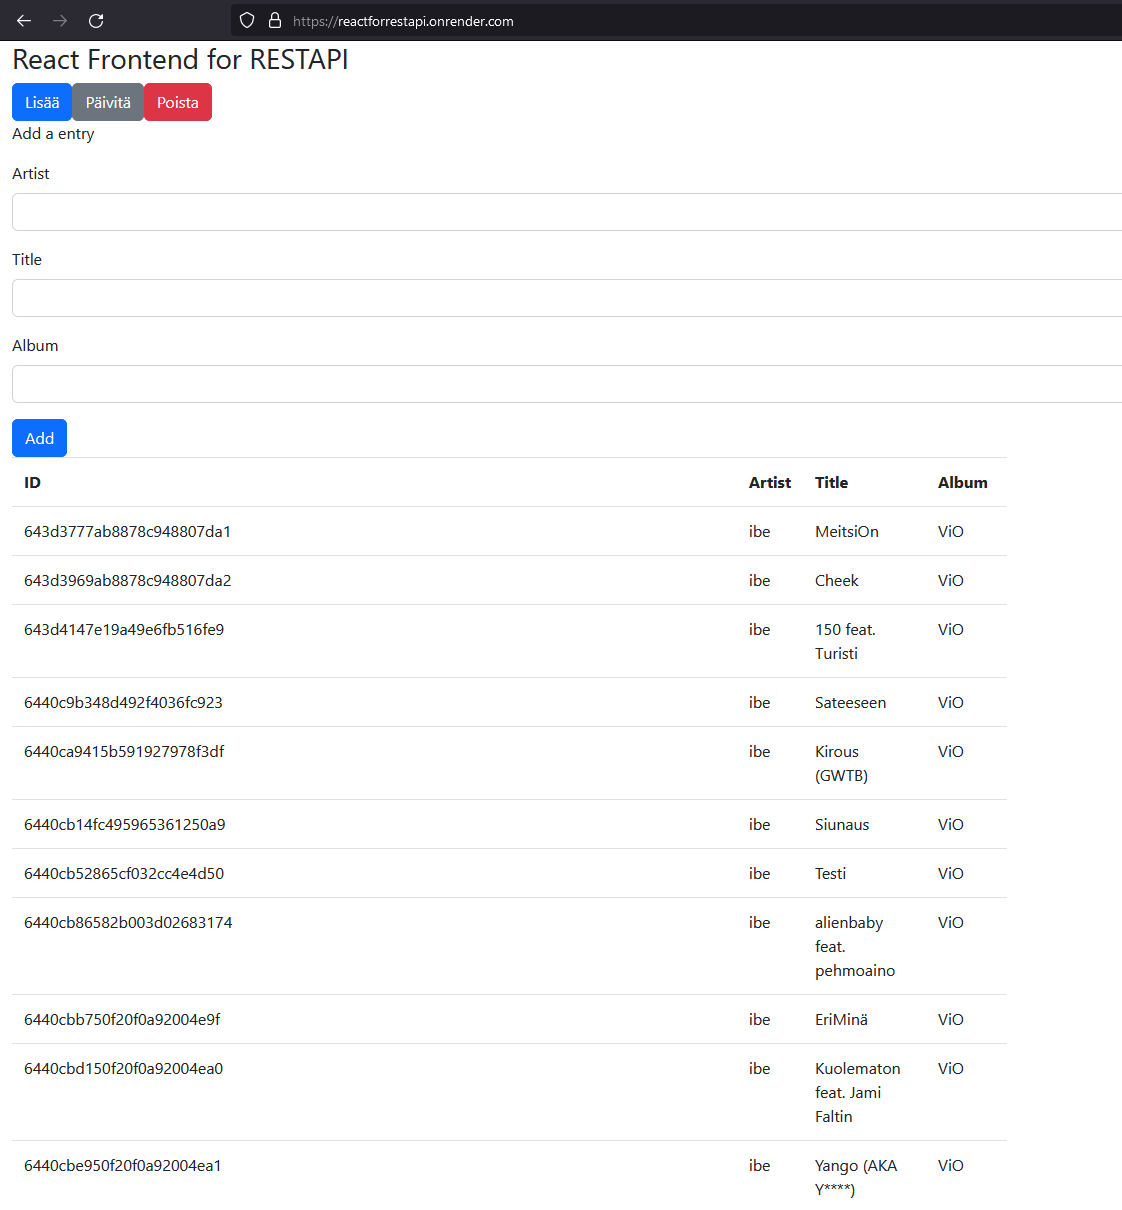 https://reactforrestapi.onrender.com
React Frontend for RESTAPI
Lisää Päivitä Poista
Add a entry
Artist
Title
Album
Add
ID Artist Title Album
643d3777ab8878c948807da1 ibe MeitsiOn ViO
643d3969ab8878c948807da2 ibe Cheek ViO
643d4147e19a49e6fb516fe9 ibe 150 feat. ViO
Turisti
6440c9b348d492f4036fc923 ibe Sateeseen ViO
6440ca9415b591927978f3df ibe Kirous ViO
(GWTB)
6440cb14fc495965361250a9 ibe Siunaus ViO
6440cb52865cf032cc4e4d50 ibe Testi ViO
6440cb86582b003d02683174 ibe alienbaby ViO
feat.
pehmoaino
6440cbb750f20f0a92004e9f ibe EriMinä ViO
6440cbd150f20f0a92004ea0 ibe Kuolematon ViO
feat. Jami
Faltin
6440cbe950f20f0a92004ea1 ibe Yango (AKA ViO
Y****)